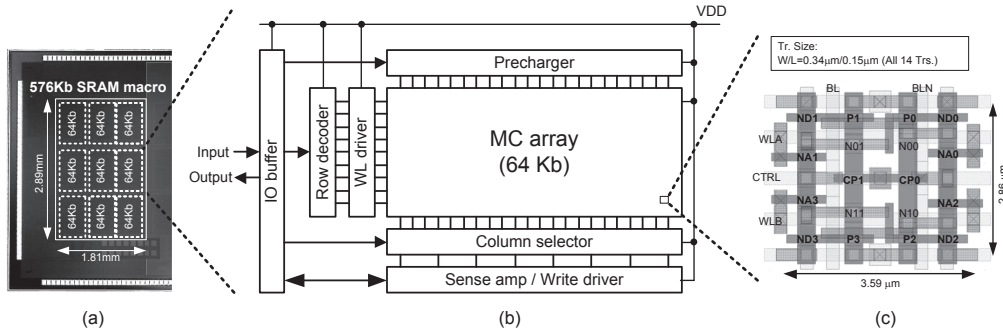 576Kb SRAM macro
64Kb 64Kb 64Kb
64Kb 64Kb 64Kb
64Kb 64Kb 64Kb
2.89mm
1.81mm
(a)
VDD
Precharger
Input
Output
IO buffer
Row decoder
WL driver
MC array
(64 Kb)
Column selector
Sense amp / Write driver
(b)
Tr. Size:
W/L=0.34μm/0.15μm (All 14 Trs.)
BL BLN
ND1 P1 P0 ND0
WLA N01 N00
NA1 NA0
CTRL CP1 CP0
NA3 NA2
WLB N11 N10
ND3 P3 P2 ND2
2.86 μm
3.59 μm
(c)